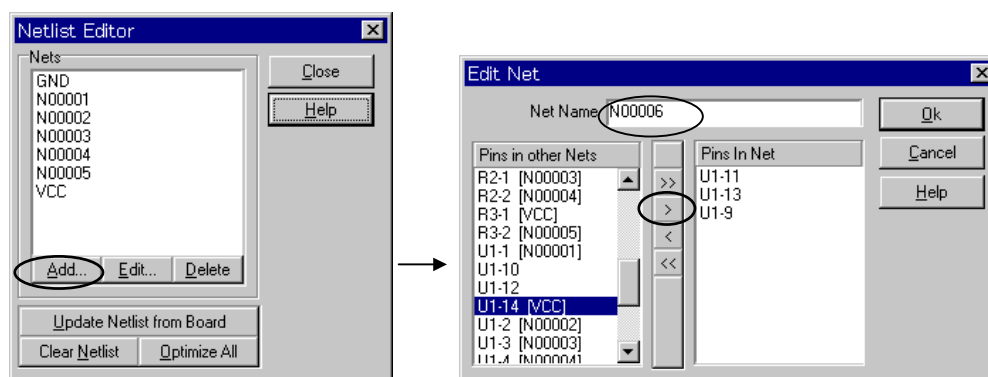 Netlist Editor
Nets
GND
N00001
N00002
N00003
N00004
N00005
VCC
Add... Edit... Delete
Update Netlist from Board
Clear Netlist Optimize All
Close
Help
Edit Net
Net Name N00006
Pins in other Nets
R2-1 [N00003]
R2-2 [N00004]
R3-1 [VCC]
R3-2 [N00005]
U1-1 [N00001]
U1-10
U1-12
U1-14 [VCC]
U1-2 [N00002]
U1-3 [N00003]
U1-4 [N00004]
>>
>
<
<<
Pins In Net
U1-11
U1-13
U1-9
Ok
Cancel
Help